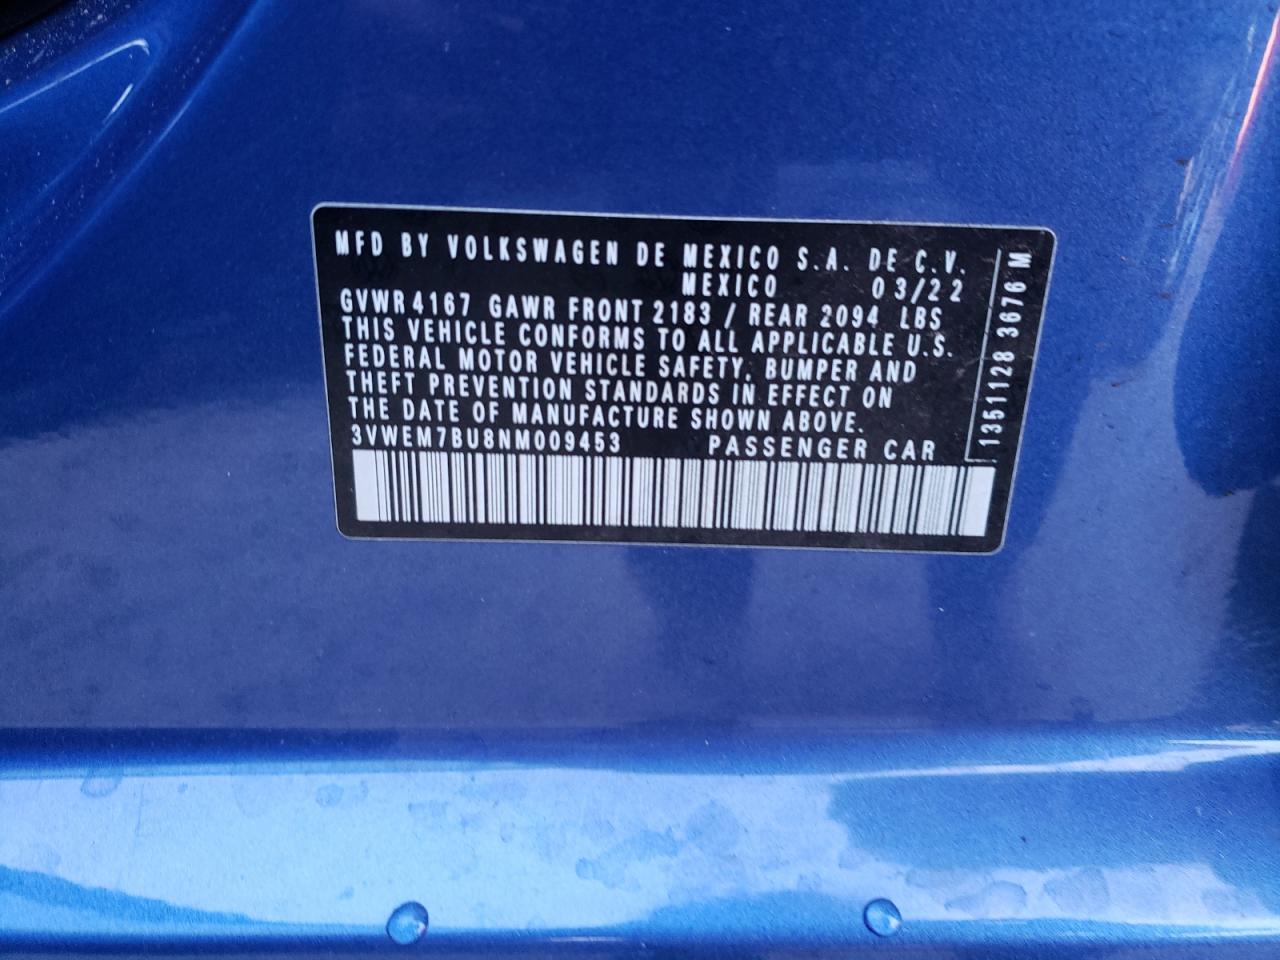 MFD BY VOLKSWAGEN DE MEXICO S.A. DE C.V.
MEXICO 03/22
GVWR 4167 GAWR FRONT 2183 / REAR 2094 LBS
THIS VEHICLE CONFORMS TO ALL APPLICABLE U.S.
FEDERAL MOTOR VEHICLE SAFETY, BUMPER AND
THEFT PREVENTION STANDARDS IN EFFECT ON
THE DATE OF MANUFACTURE SHOWN ABOVE.
3VWEM7BU8NM009453 PASSENGER CAR
1351128 3676 M